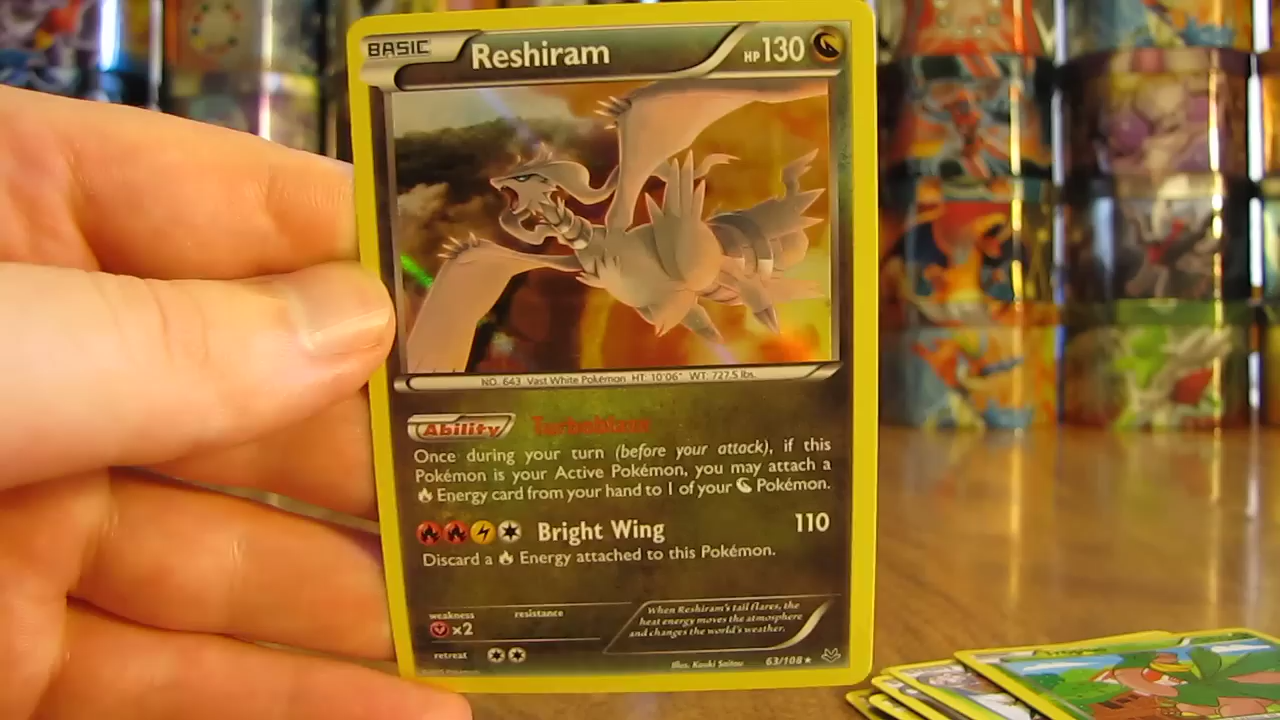 BASIC Reshiram HP 130
NO. 643 Vast White Pokémon HT: 10'06" WT: 727.5 lbs.
Ability Turboblaze
Once during your turn (before your attack), if this
Pokémon is your Active Pokémon, you may attach a
Energy card from your hand to 1 of your Pokémon.
Bright Wing 110
Discard a Energy attached to this Pokémon.
weakness resistance
×2
When Reshiram's tail flares, the
heat energy moves the atmosphere
and changes the world's weather.
retreat
Illus. Kouki Saitou 63/108